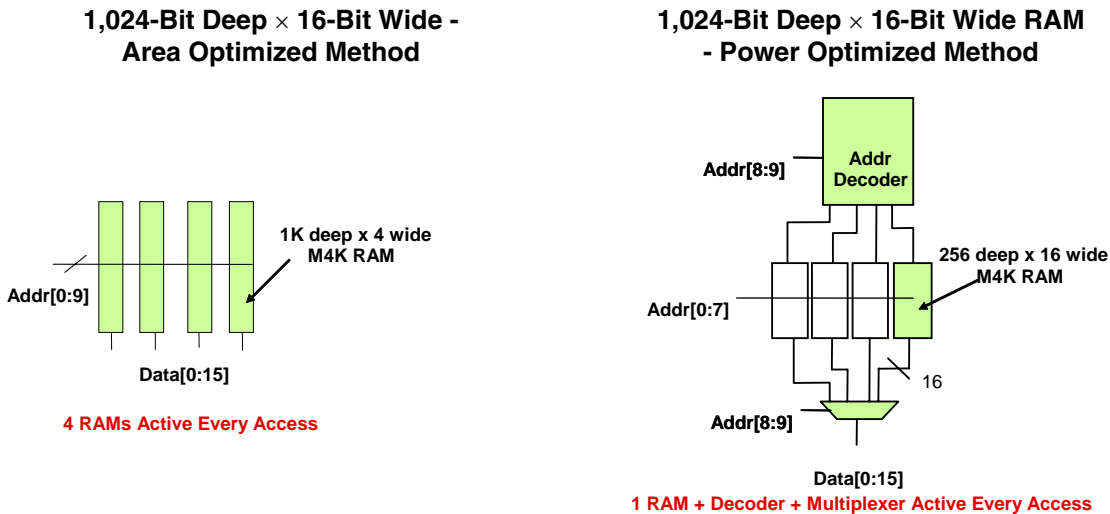 1,024-Bit Deep × 16-Bit Wide -
Area Optimized Method
1K deep x 4 wide
M4K RAM
Addr[0:9]
Data[0:15]
4 RAMs Active Every Access
1,024-Bit Deep × 16-Bit Wide RAM
- Power Optimized Method
Addr
Decoder
Addr[8:9]
256 deep x 16 wide
M4K RAM
Addr[0:7]
16
Addr[8:9]
Data[0:15]
1 RAM + Decoder + Multiplexer Active Every Access